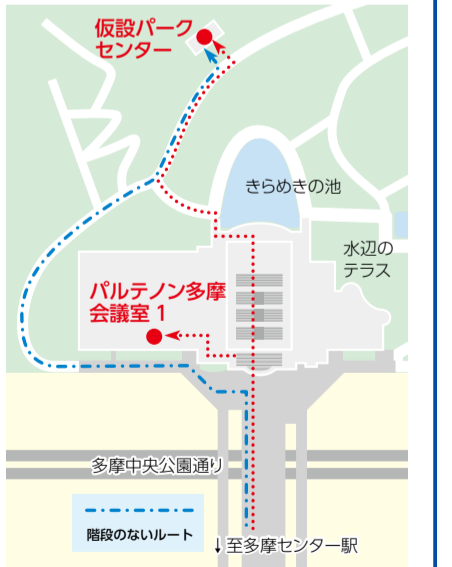 仮設パーク
センター
きらめきの池
水辺の
テラス
パルテノン多摩
会議室 1
多摩中央公園通り
階段のないルート
↓至多摩センター駅